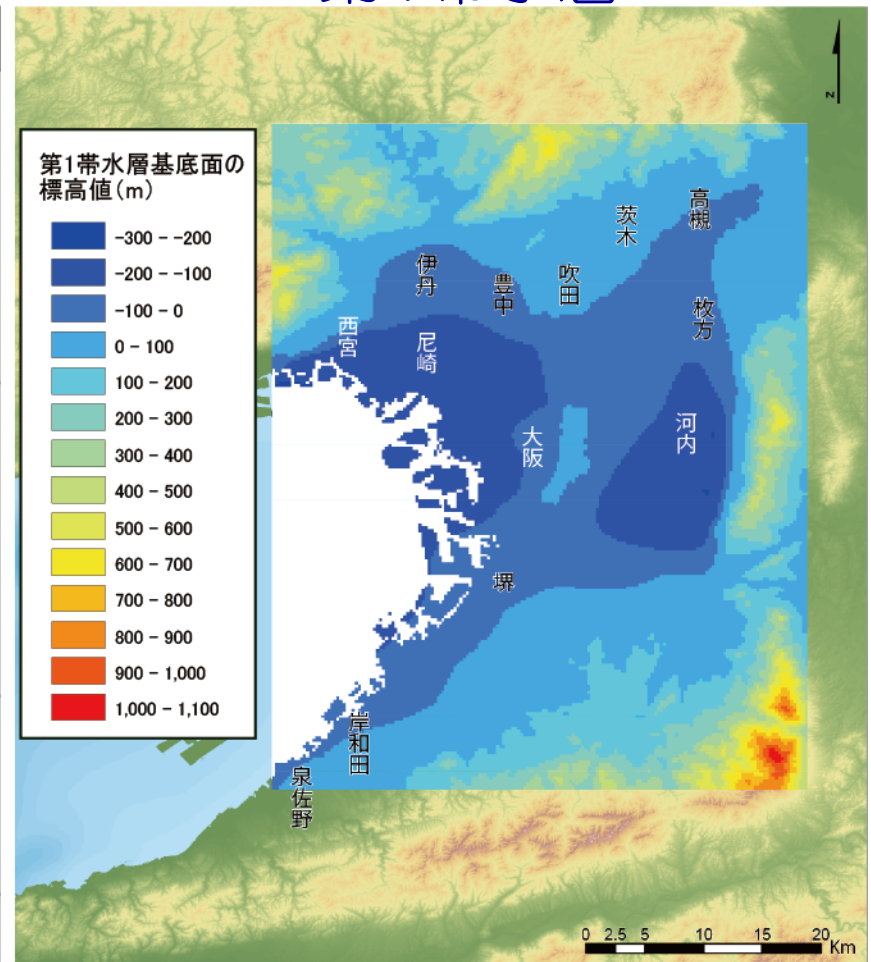 第1帯水層基底面の
標高値(m)
-300 - -200
-200 - -100
-100 - 0
0 - 100
100 - 200
200 - 300
300 - 400
400 - 500
500 - 600
600 - 700
700 - 800
800 - 900
900 - 1,000
1,000 - 1,100
N
高槻
茨木
伊丹
豊中
吹田
枚方
西宮
尼崎
大阪
河内
堺
岸和田
泉佐野
0 2.5 5 10 15 20
Km